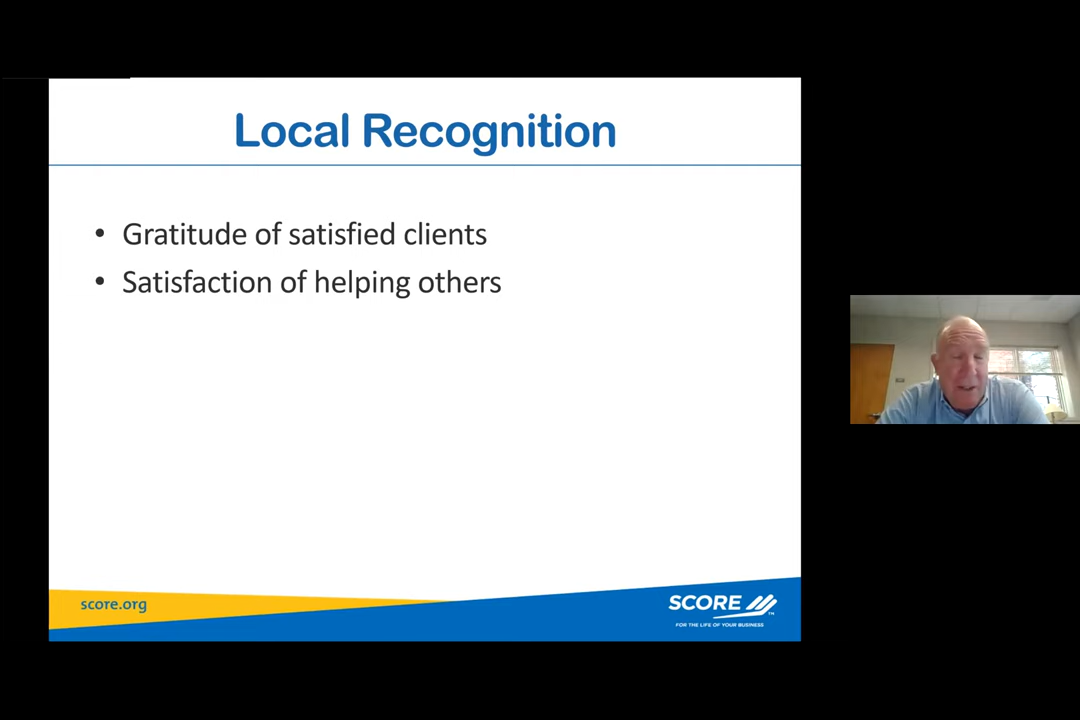 Local Recognition
• Gratitude of satisfied clients
• Satisfaction of helping others
score.org
SCORE
TM
FOR THE LIFE OF YOUR BUSINESS